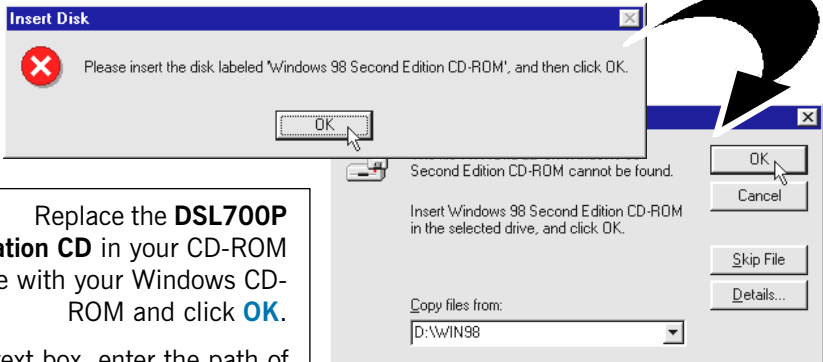 Insert Disk
Please insert the disk labeled 'Windows 98 Second Edition CD-ROM', and then click OK.
OK
Second Edition CD-ROM cannot be found.
Insert Windows 98 Second Edition CD-ROM
in the selected drive, and click OK.
Copy files from:
D:\WIN98
OK
Cancel
Skip File
Details...
Replace the DSL700P
CD in your CD-ROM
with your Windows CD-
ROM and click OK.
text box, enter the path of